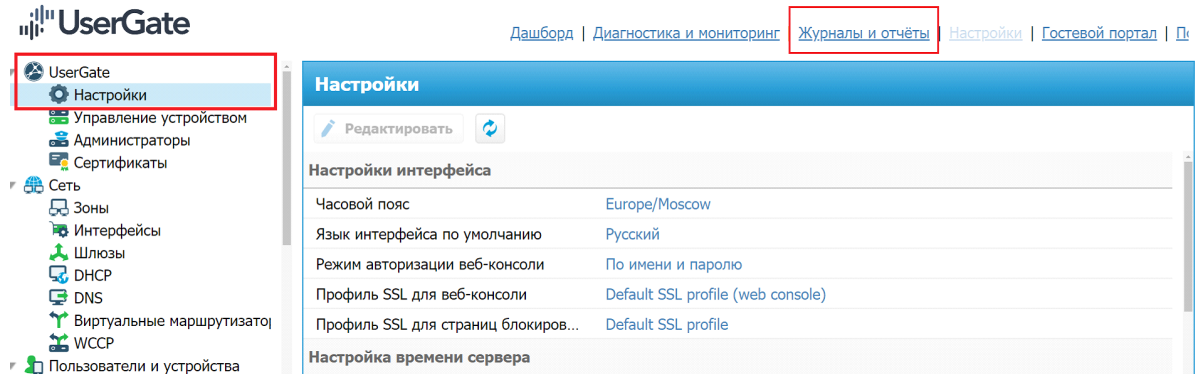 UserGate
Дашборд | Диагностика и мониторинг | Журналы и отчёты | Настройки | Гостевой портал |
UserGate
Настройки
Управление устройством
Администраторы
Сертификаты
Сеть
Зоны
Интерфейсы
Шлюзы
DHCP
DNS
Виртуальные маршрутизатор
WCCP
Пользователи и устройства
Настройки
Редактировать
Настройки интерфейса
Часовой пояс Europe/Moscow
Язык интерфейса по умолчанию Русский
Режим авторизации веб-консоли По имени и паролю
Профиль SSL для веб-консоли Default SSL profile (web console)
Профиль SSL для страниц блокиров... Default SSL profile
Настройка времени сервера